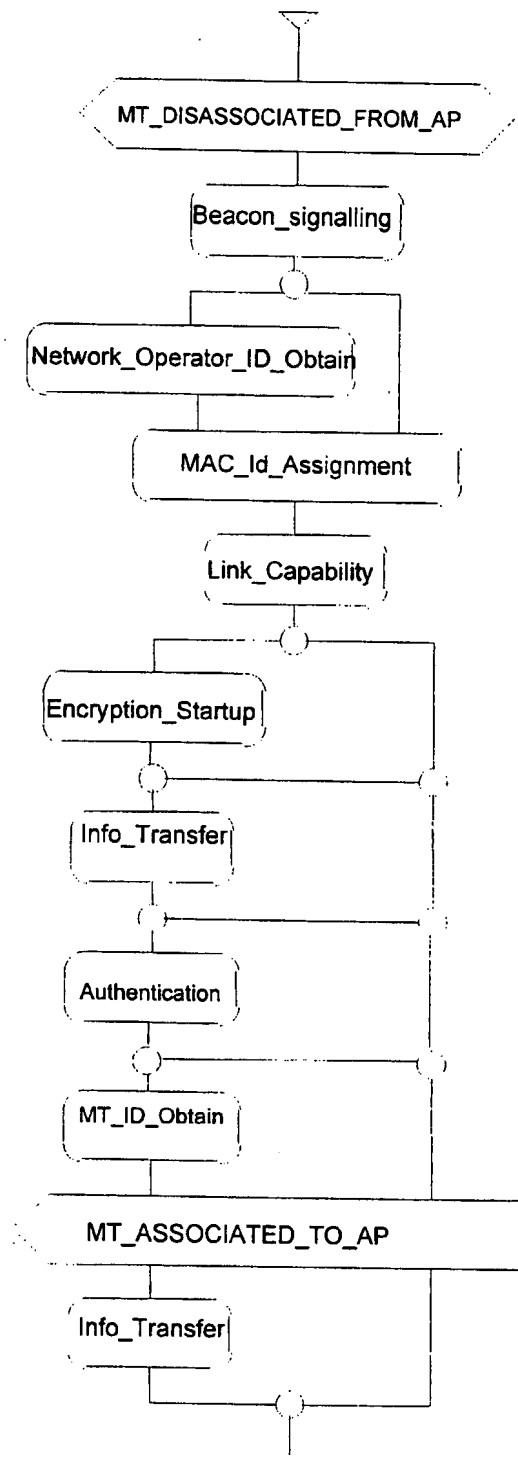 MT_DISASSOCIATED_FROM_AP
Beacon_signalling
Network_Operator_ID_Obtain
MAC_Id_Assignment
Link_Capability
Encryption_Startup
Info_Transfer
Authentication
MT_ID_Obtain
MT_ASSOCIATED_TO_AP
Info_Transfer